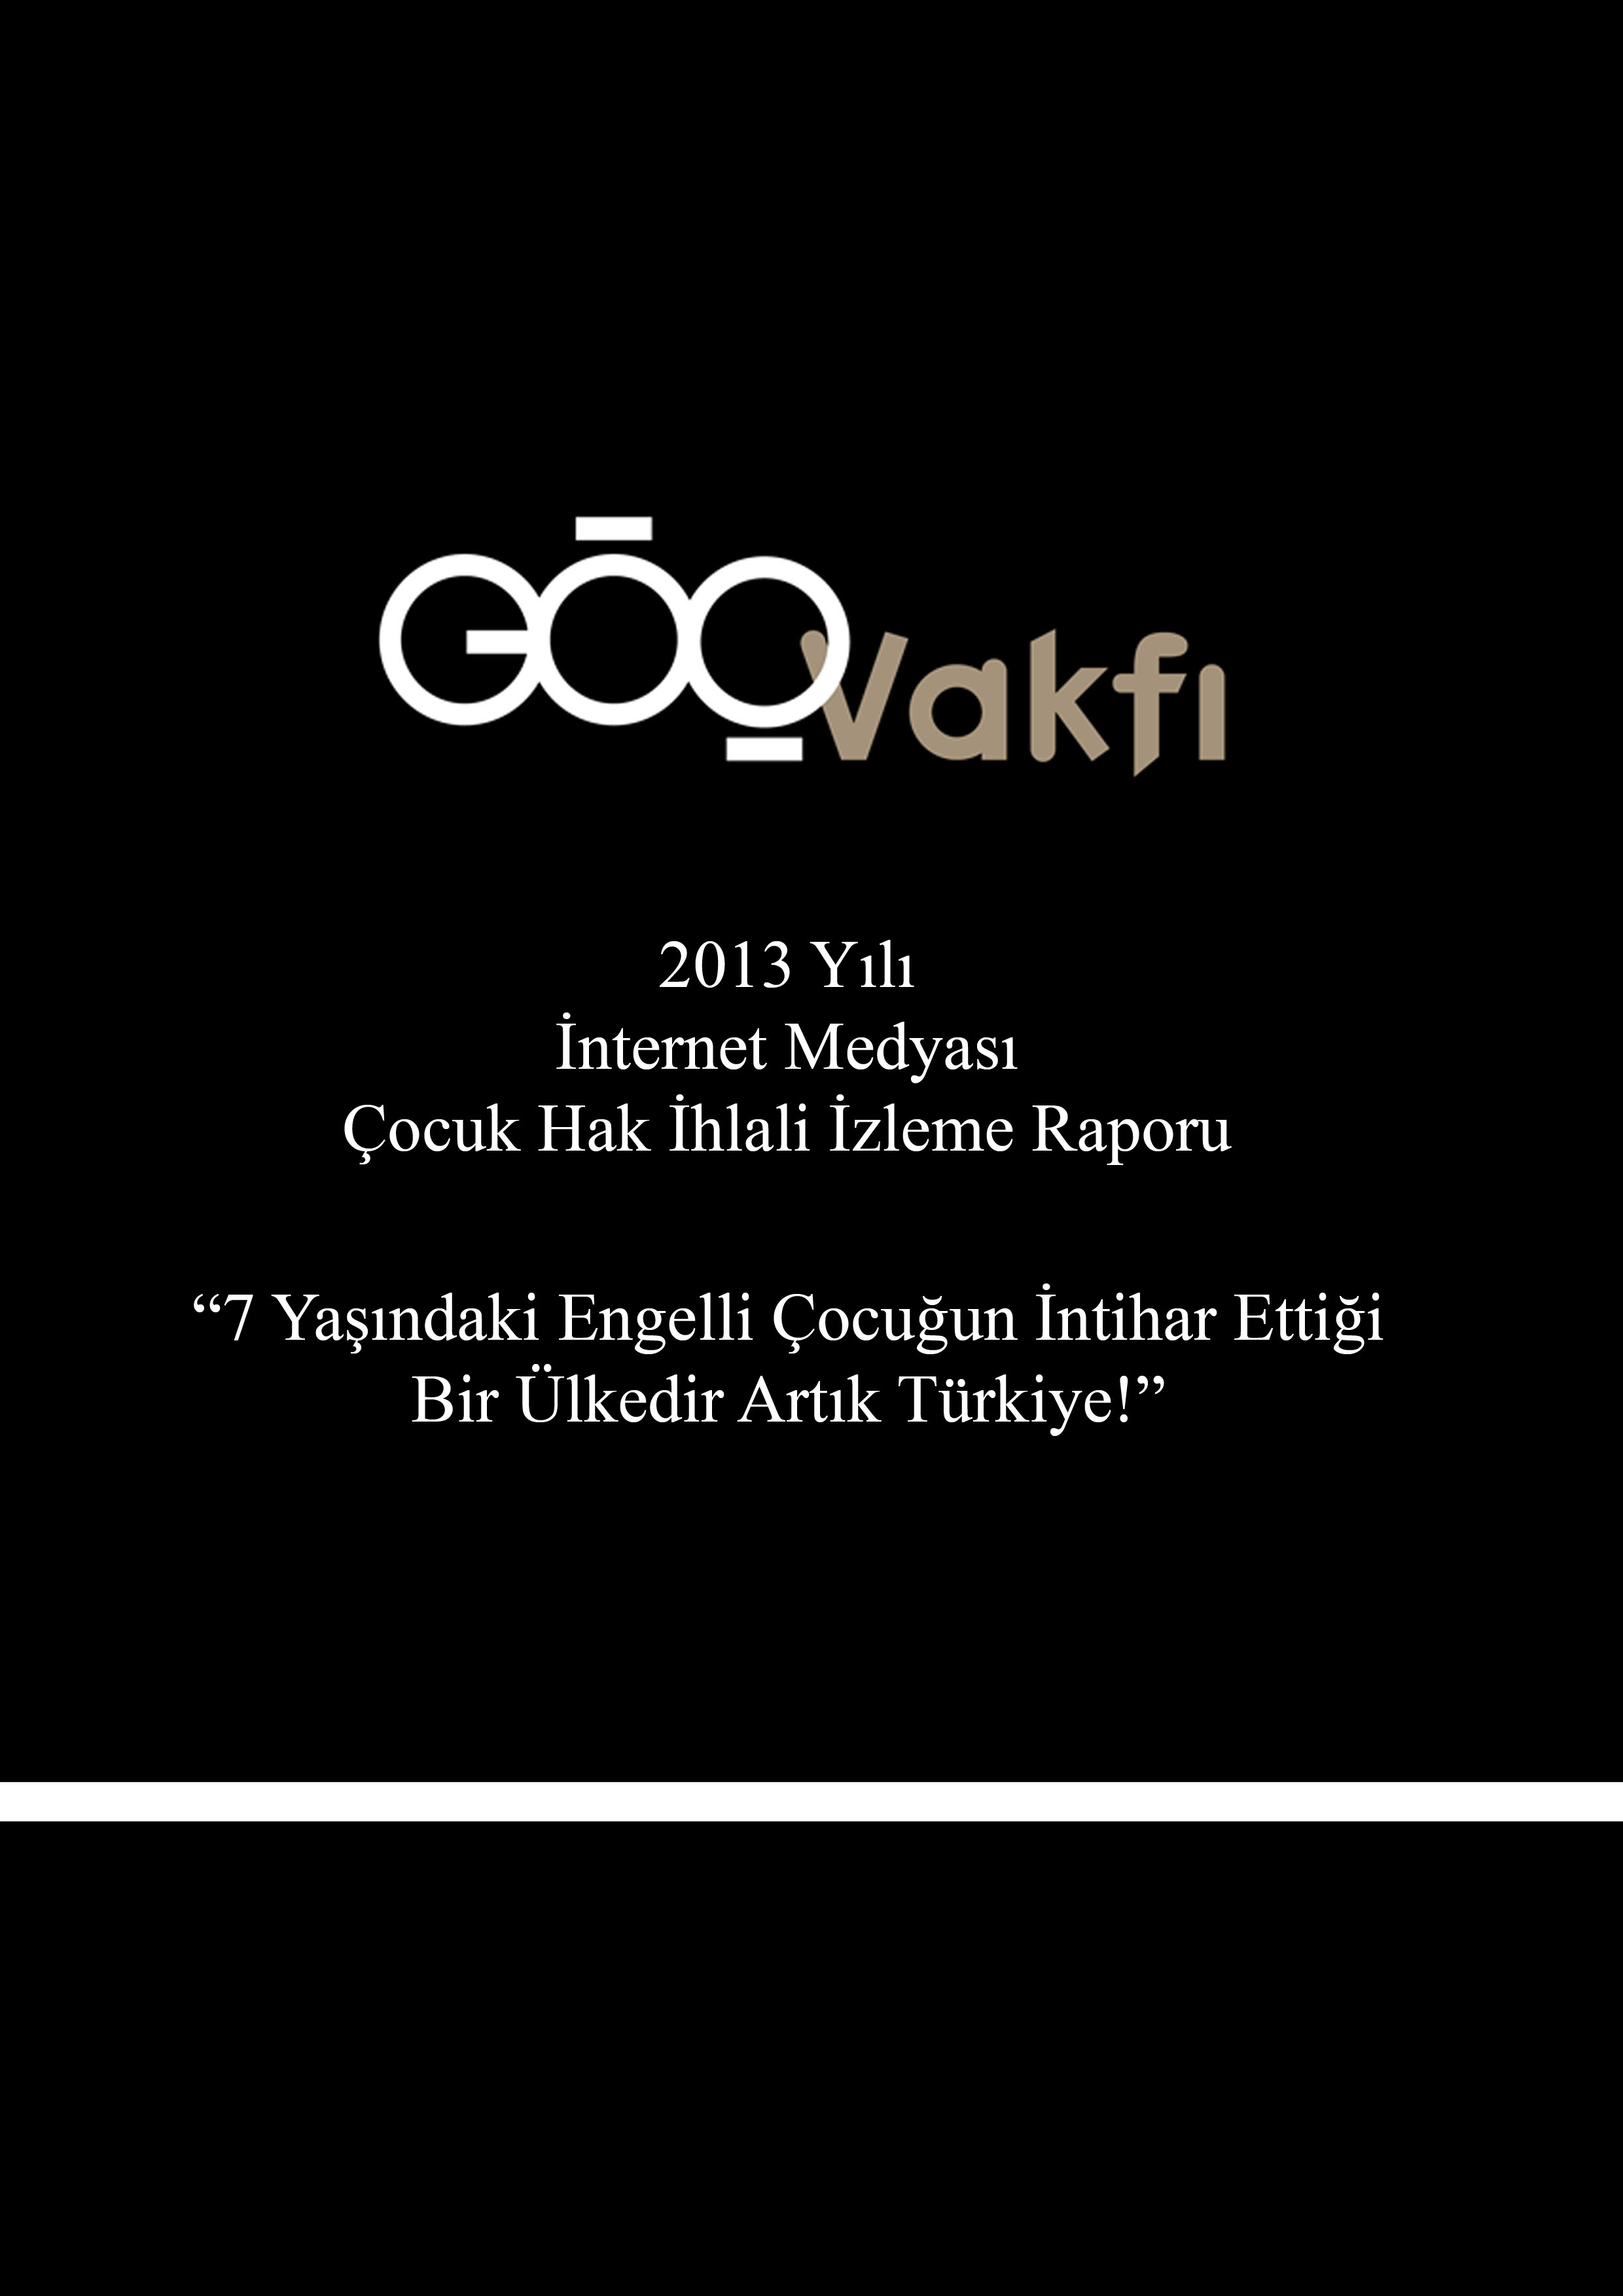 Vakfı
2013 Yılı
İnternet Medyası
Çocuk Hak İhlali İzleme Raporu
“7 Yaşındaki Engelli Çocuğun İntihar Ettiği
Bir Ülkedir Artık Türkiye!”